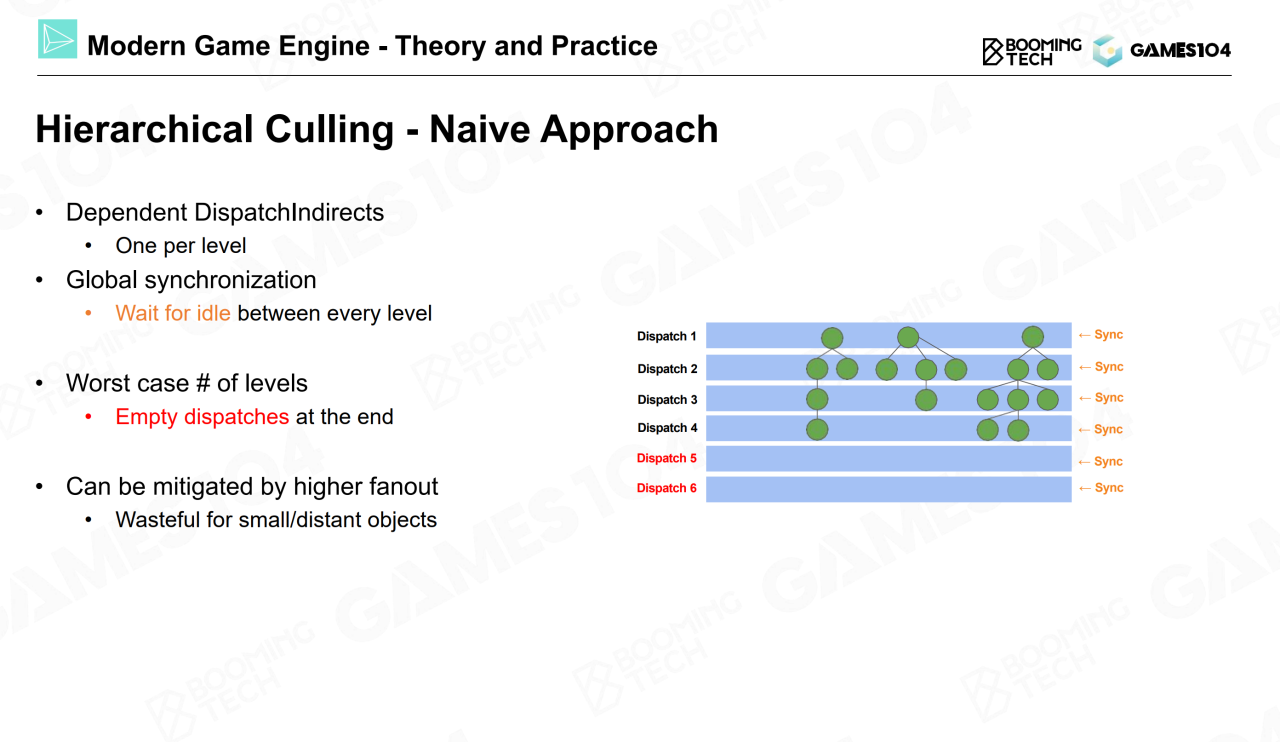 Modern Game Engine - Theory and Practice
BOOMING TECH
GAMES104
Hierarchical Culling - Naive Approach
• Dependent DispatchIndirects
• One per level
• Global synchronization
• Wait for idle between every level
• Worst case # of levels
• Empty dispatches at the end
• Can be mitigated by higher fanout
• Wasteful for small/distant objects
Dispatch 1 ← Sync
Dispatch 2 ← Sync
Dispatch 3 ← Sync
Dispatch 4 ← Sync
Dispatch 5 ← Sync
Dispatch 6 ← Sync